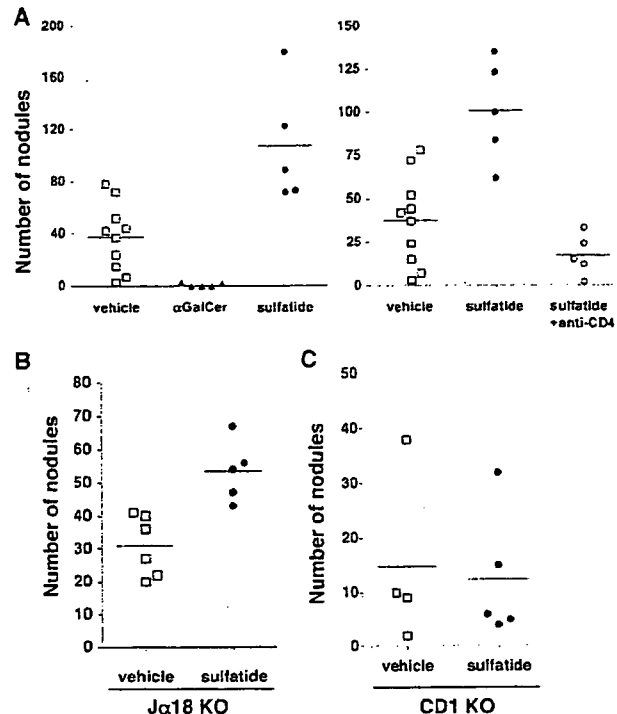 A
Number of nodules
200
160
120
80
40
0
vehicle
αGalCer
sulfatide
150
125
100
75
50
25
0
vehicle
sulfatide
sulfatide
+anti-CD4
B
Number of nodules
80
70
60
50
40
30
20
10
0
vehicle
sulfatide
Jα18 KO
C
Number of nodules
50
40
30
20
10
0
vehicle
sulfatide
CD1 KO